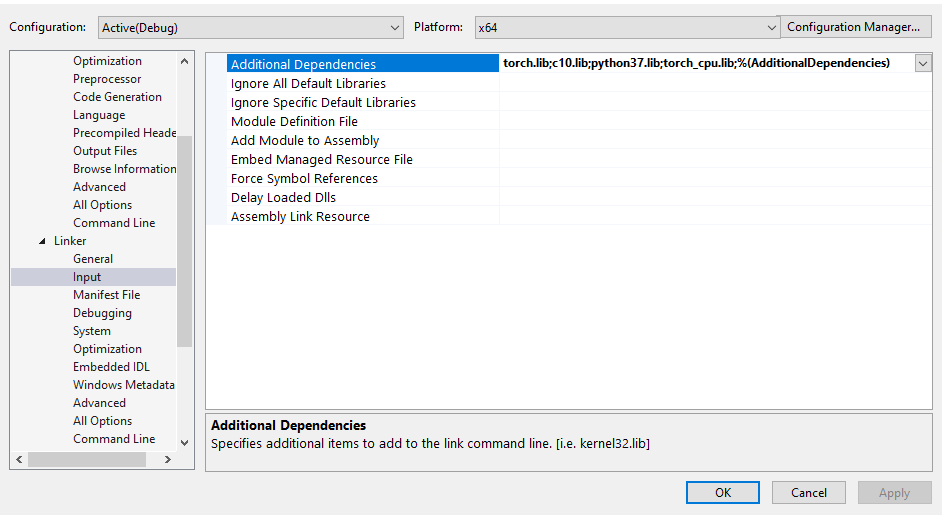 Configuration: Active(Debug) Platform: x64 Configuration Manager...
Optimization
Preprocessor
Code Generation
Language
Precompiled Heade
Output Files
Browse Information
Advanced
All Options
Command Line
Linker
General
Input
Manifest File
Debugging
System
Optimization
Embedded IDL
Windows Metadata
Advanced
All Options
Command Line
Additional Dependencies torch.lib;c10.lib;python37.lib;torch_cpu.lib;%(AdditionalDependencies)
Ignore All Default Libraries
Ignore Specific Default Libraries
Module Definition File
Add Module to Assembly
Embed Managed Resource File
Force Symbol References
Delay Loaded Dlls
Assembly Link Resource
Additional Dependencies
Specifies additional items to add to the link command line. [i.e. kernel32.lib]
OK Cancel Apply